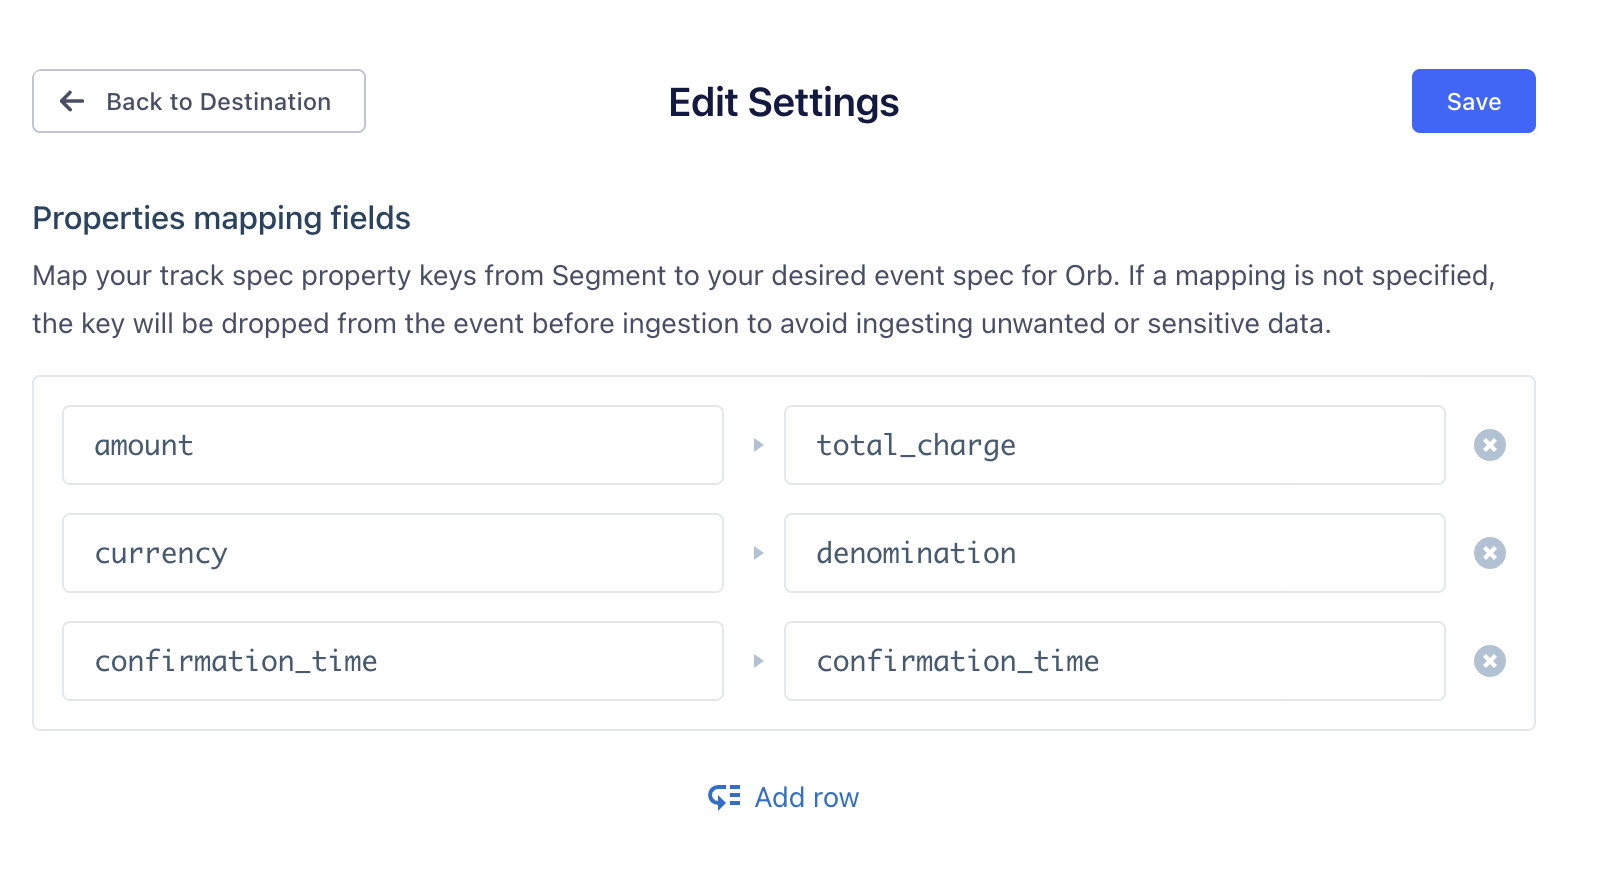 Back to Destination
Edit Settings
Save
Properties mapping fields
Map your track spec property keys from Segment to your desired event spec for Orb. If a mapping is not specified,
the key will be dropped from the event before ingestion to avoid ingesting unwanted or sensitive data.
amount
total_charge
currency
denomination
confirmation_time
confirmation_time
Add row